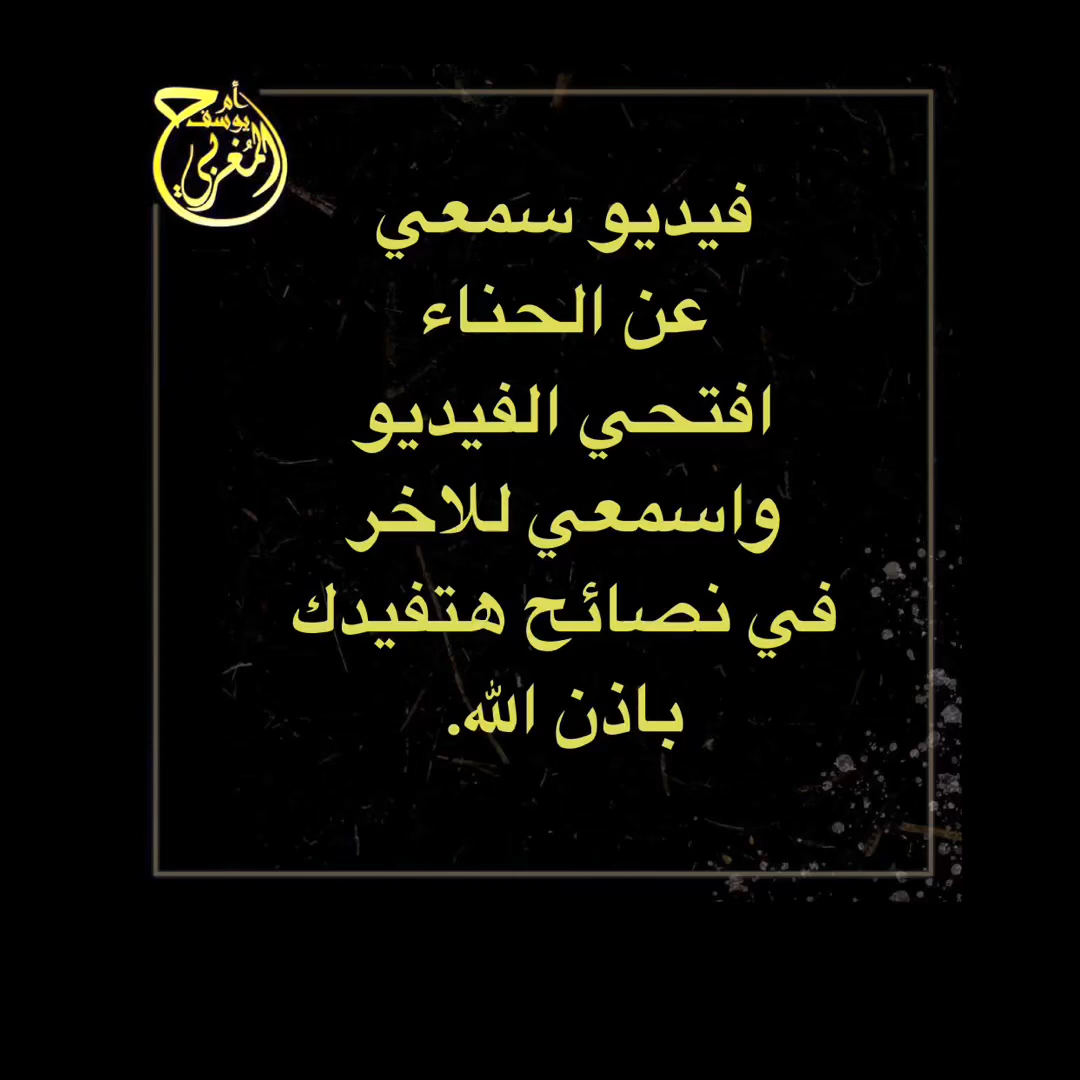 أم
يوسف
المغربي
فيديو سمعي
عن الحناء
افتحي الفيديو
واسمعي للاخر
في نصائح هتفيدك
باذن الله.